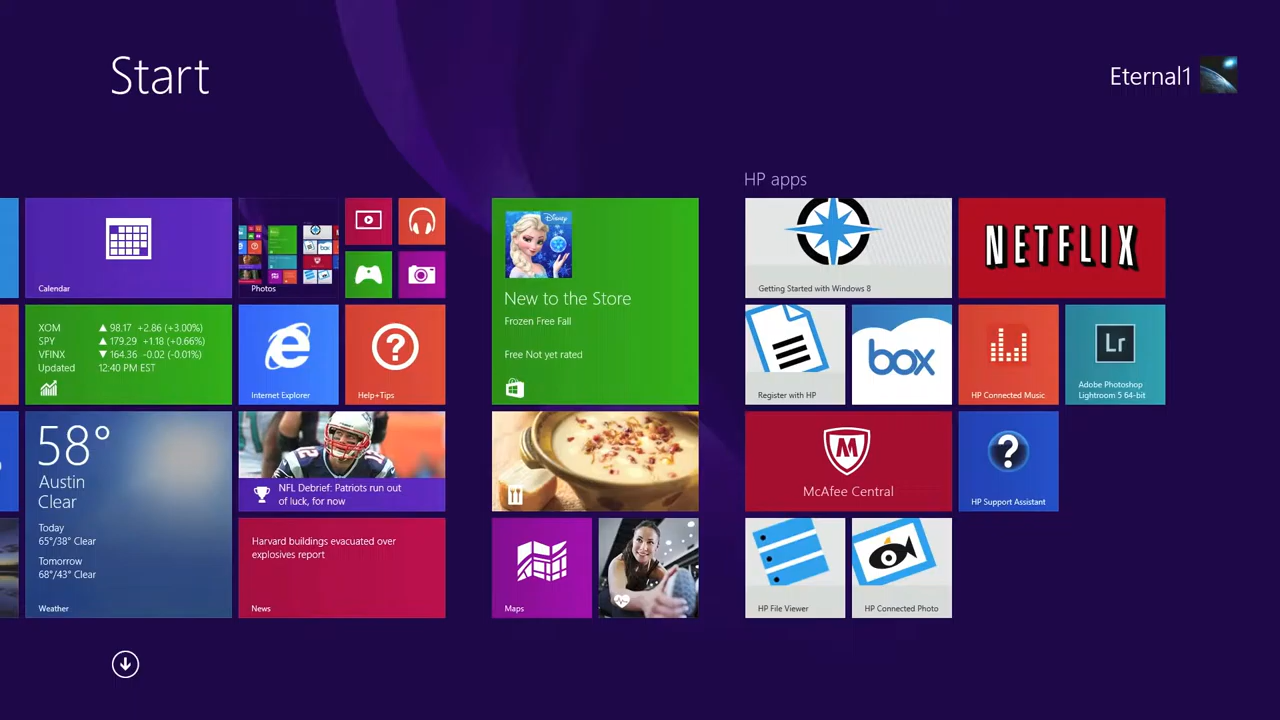 Start
Eternal1
Calendar
XOM ▲ 98.17 +2.86 (+3.00%)
SPY ▲ 179.29 +1.18 (+0.66%)
VFINX ▼ 164.36 -0.02 (-0.01%)
Updated 12:40 PM EST
58°
Austin
Clear
Today
65°/38° Clear
Tomorrow
68°/43° Clear
Weather
Photos
Internet Explorer
Help+Tips
NFL Debrief: Patriots run out
of luck, for now
Harvard buildings evacuated over
explosives report
News
Disney
New to the Store
Frozen Free Fall
Free Not yet rated
Maps
HP apps
Getting Started with Windows 8
NETFLIX
Register with HP
box
HP Connected Music
Lr
Adobe Photoshop
Lightroom 5 64-bit
McAfee Central
HP Support Assistant
HP File Viewer
HP Connected Photo